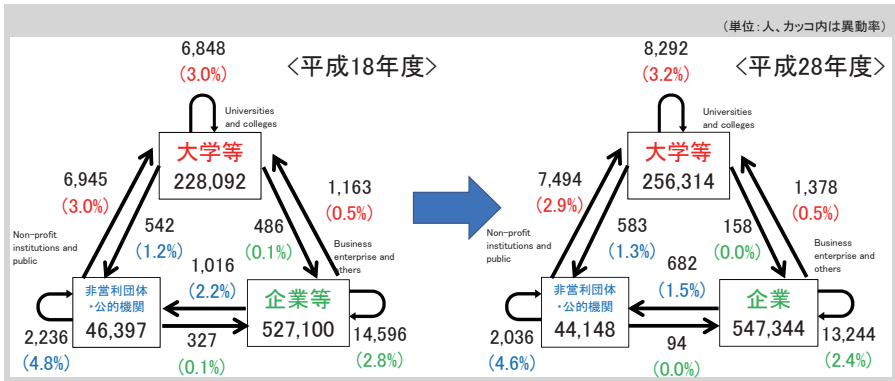 （単位：人、カッコ内は異動率）
<平成18年度>
6,848
(3.0%)
Universities
and colleges
大学等
228,092
6,945
(3.0%)
542
(1.2%)
486
(0.1%)
1,163
(0.5%)
Non-profit
institutions and
public
Business
enterprise and
others
1,016
(2.2%)
非営利団体
・公的機関
46,397
企業等
527,100
2,236
(4.8%)
327
(0.1%)
14,596
(2.8%)
<平成28年度>
8,292
(3.2%)
Universities
and colleges
大学等
256,314
7,494
(2.9%)
583
(1.3%)
158
(0.0%)
1,378
(0.5%)
Non-profit
institutions and
public
Business
enterprise and
others
682
(1.5%)
非営利団体
・公的機関
44,148
企業
547,344
2,036
(4.6%)
94
(0.0%)
13,244
(2.4%)